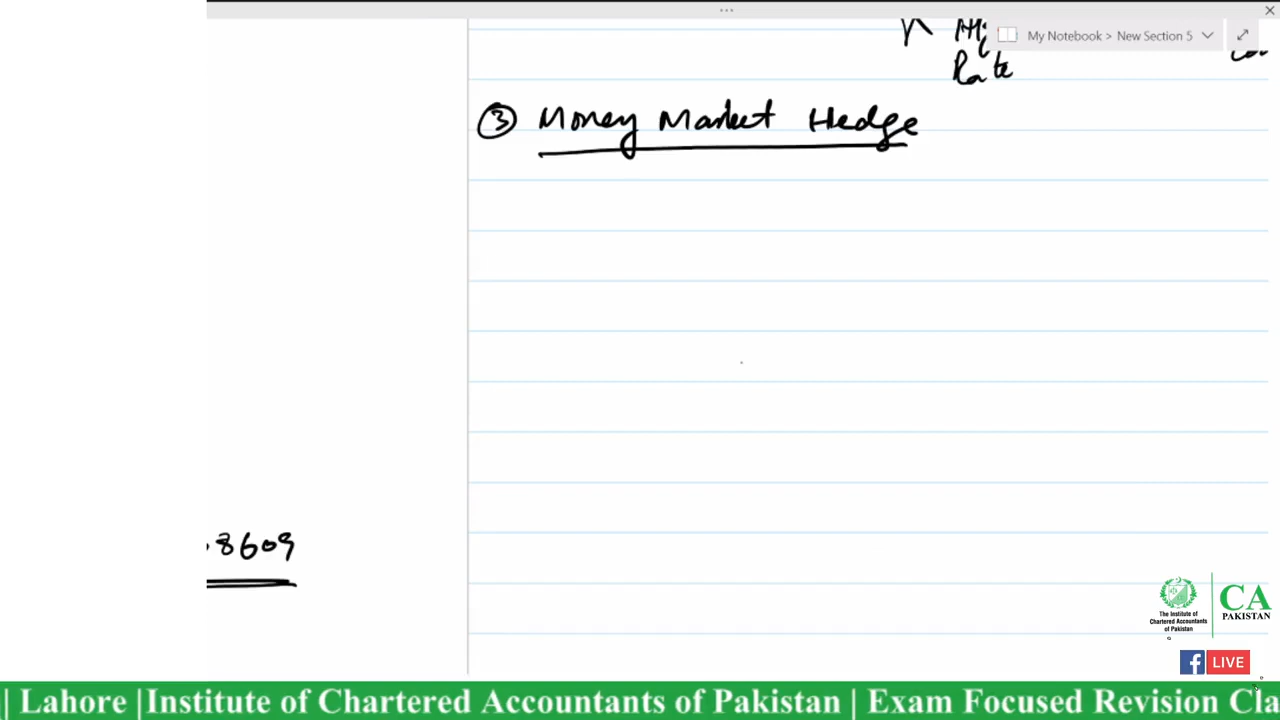 My Notebook > New Section 5
Rate
③ Money Market Hedge
8609
The Institute of
Chartered Accountants
of Pakistan
CA
PAKISTAN
f LIVE
| Lahore |Institute of Chartered Accountants of Pakistan | Exam Focused Revision Cla